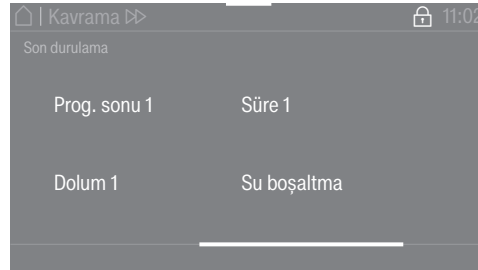 | Kavrama 11:02
Son durulama
Prog. sonu 1 Süre 1
Dolum 1 Su boşaltma